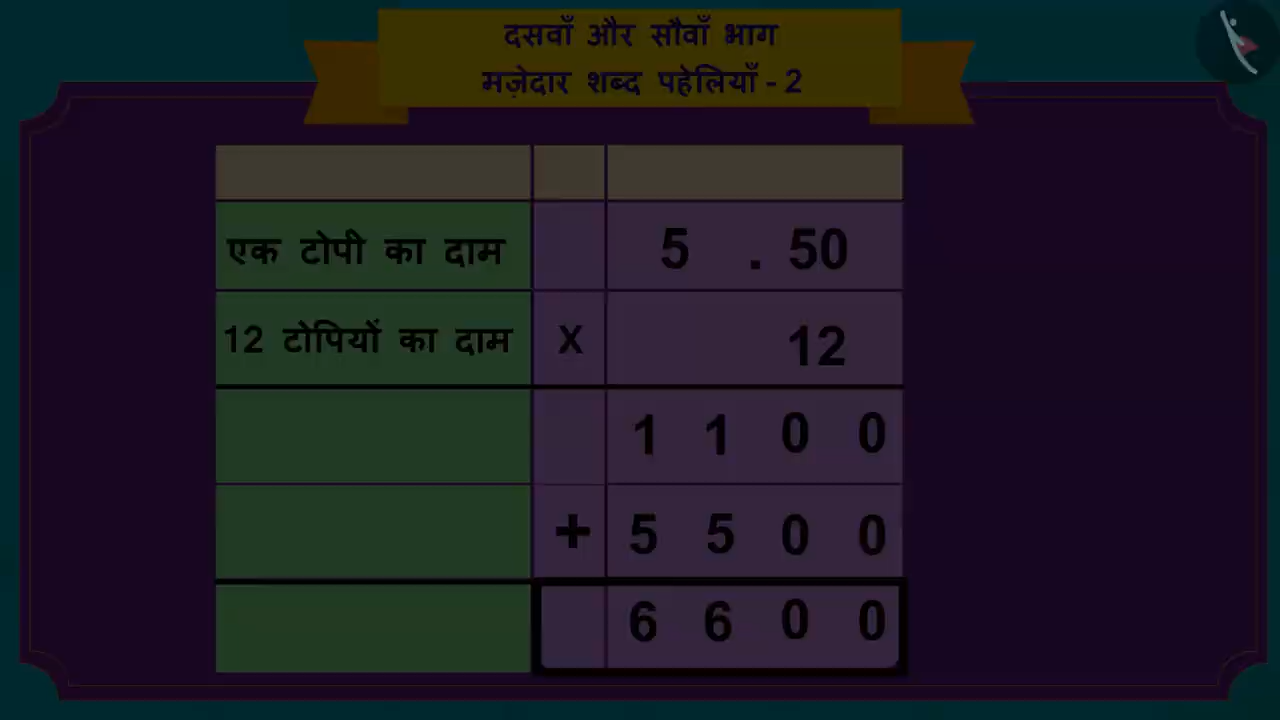 दसवाँ और सौवाँ भाग
मज़ेदार शब्द पहेलियाँ - 2
एक टोपी का दाम 5 . 50
12 टोपियों का दाम X 12
1 1 0 0
+ 5 5 0 0
6 6 0 0